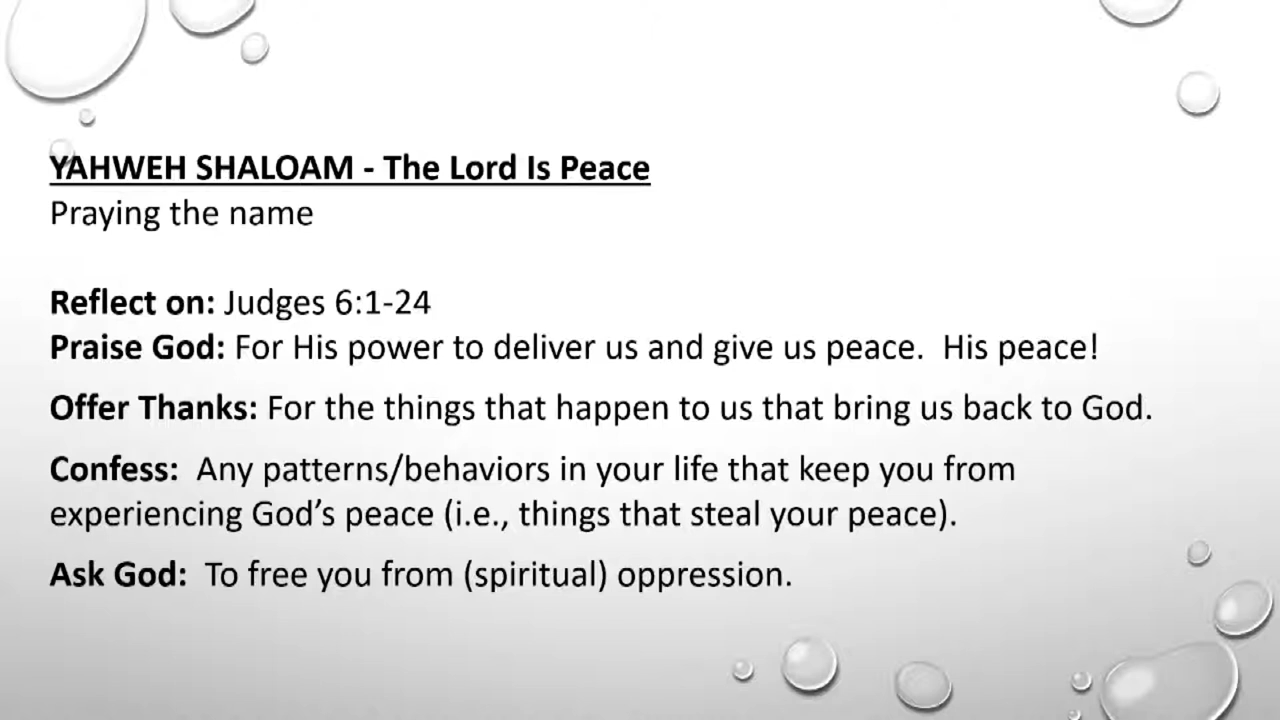 YAHWEH SHALOAM - The Lord Is Peace
Praying the name
Reflect on: Judges 6:1-24
Praise God: For His power to deliver us and give us peace.  His peace!
Offer Thanks: For the things that happen to us that bring us back to God.
Confess:  Any patterns/behaviors in your life that keep you from
experiencing God’s peace (i.e., things that steal your peace).
Ask God:  To free you from (spiritual) oppression.